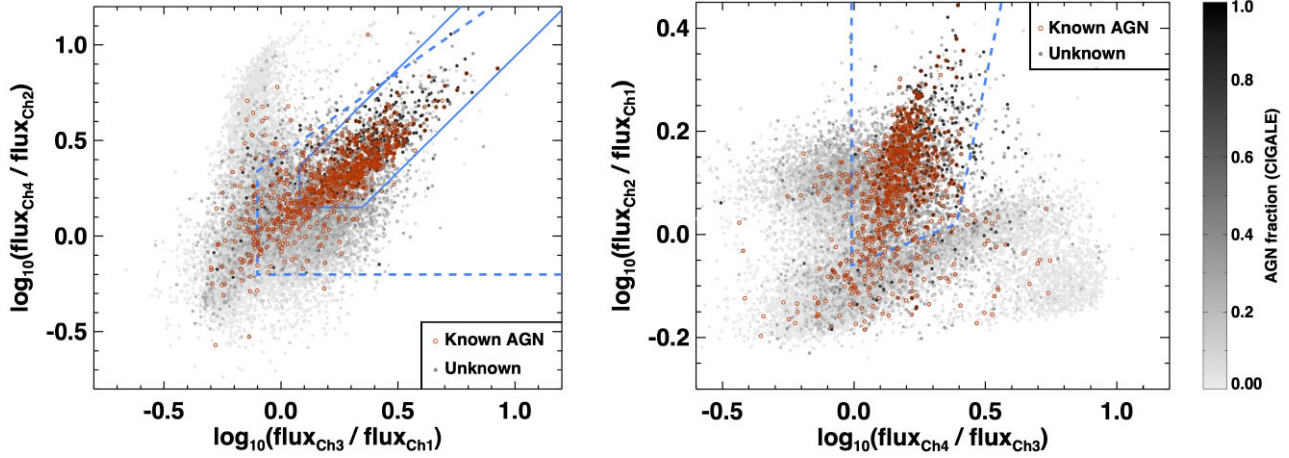 1.0
0.5
0.0
-0.5
log10(fluxCh4 / fluxCh2)
Known AGN
Unknown
-0.5 0.0 0.5 1.0
log10(fluxCh3 / fluxCh1)
0.4
0.2
0.0
-0.2
log10(fluxCh2 / fluxCh1)
Known AGN
Unknown
-0.5 0.0 0.5 1.0
log10(fluxCh4 / fluxCh3)
1.0
0.8
0.6
0.4
0.2
0.00
AGN fraction (CIGALE)